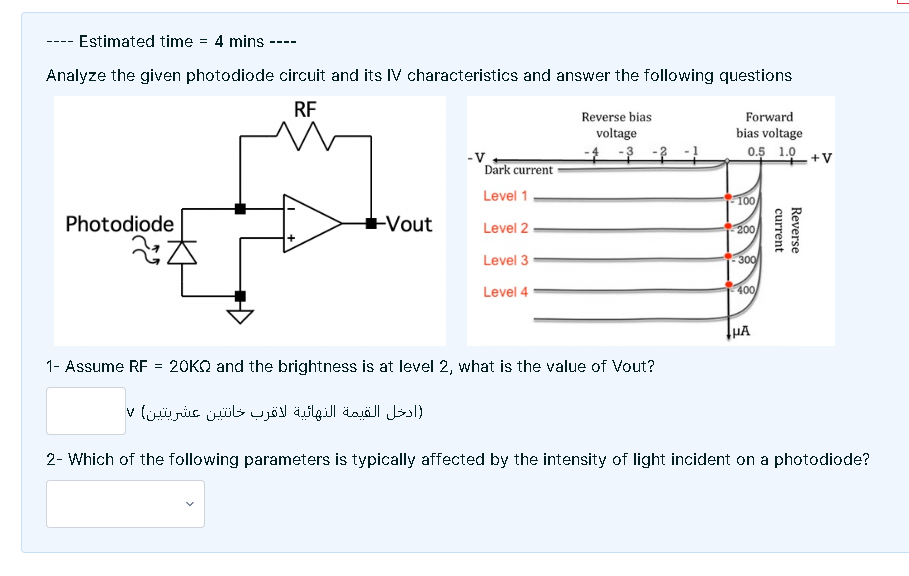 ---- Estimated time = 4 mins ----
Analyze the given photodiode circuit and its IV characteristics and answer the following questions
RF
Photodiode
-
+
Vout
Reverse bias voltage
Forward bias voltage
-V
-4 -3 -2 -1
0.5 1.0
+V
Dark current
Level 1
Level 2
Level 3
Level 4
-100
-200
-300
-400
Reverse current
μA
1- Assume RF = 20KΩ and the brightness is at level 2, what is the value of Vout?
v (ادخل القيمة النهائية لاقرب خانتين عشريتين)
2- Which of the following parameters is typically affected by the intensity of light incident on a photodiode?